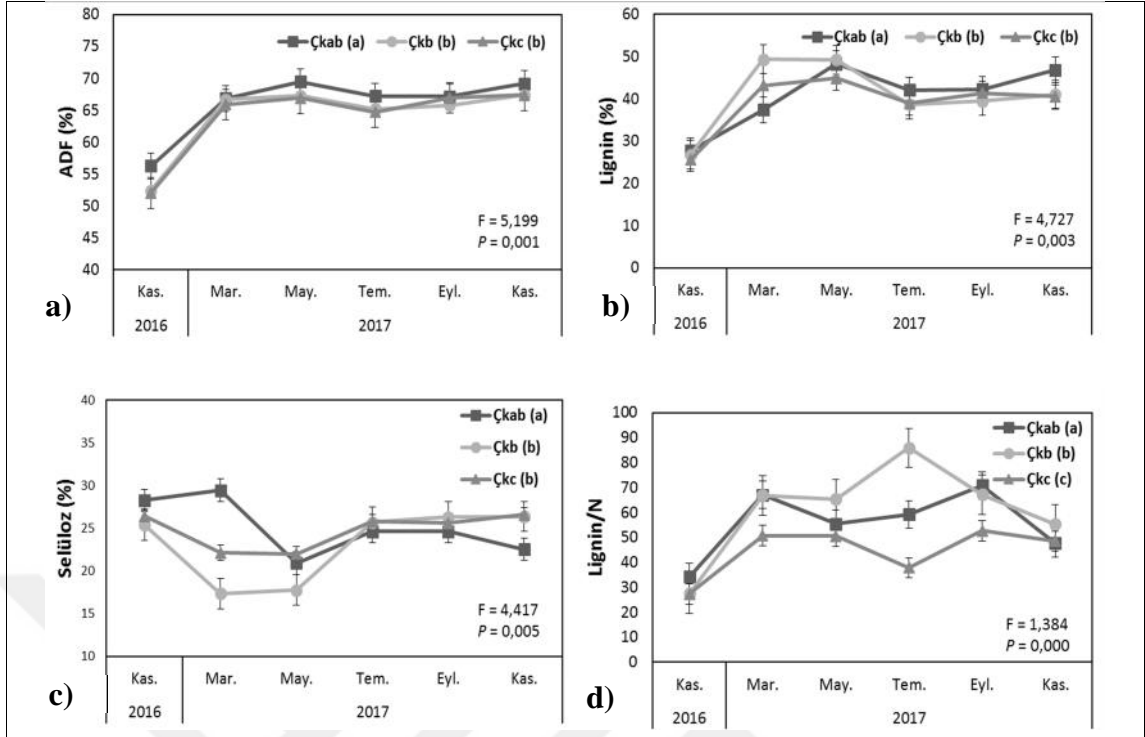 80
75
70
65
60
55
50
45
40
ADF (%)
Çkab (a) Çkb (b) Çkc (b)
F = 5,199
P = 0,001
Kas. Mar. May. Tem. Eyl. Kas.
2016 2017
a)
60
50
40
30
20
10
0
Lignin (%)
Çkab (a) Çkb (b) Çkc (b)
F = 4,727
P = 0,003
Kas. Mar. May. Tem. Eyl. Kas.
2016 2017
b)
40
35
30
25
20
15
10
Selüloz (%)
Çkab (a)
Çkb (b)
Çkc (b)
F = 4,417
P = 0,005
Kas. Mar. May. Tem. Eyl. Kas.
2016 2017
c)
100
90
80
70
60
50
40
30
20
10
0
Lignin/N
Çkab (a)
Çkb (b)
Çkc (c)
F = 1,384
P = 0,000
Kas. Mar. May. Tem. Eyl. Kas.
2016 2017
d)